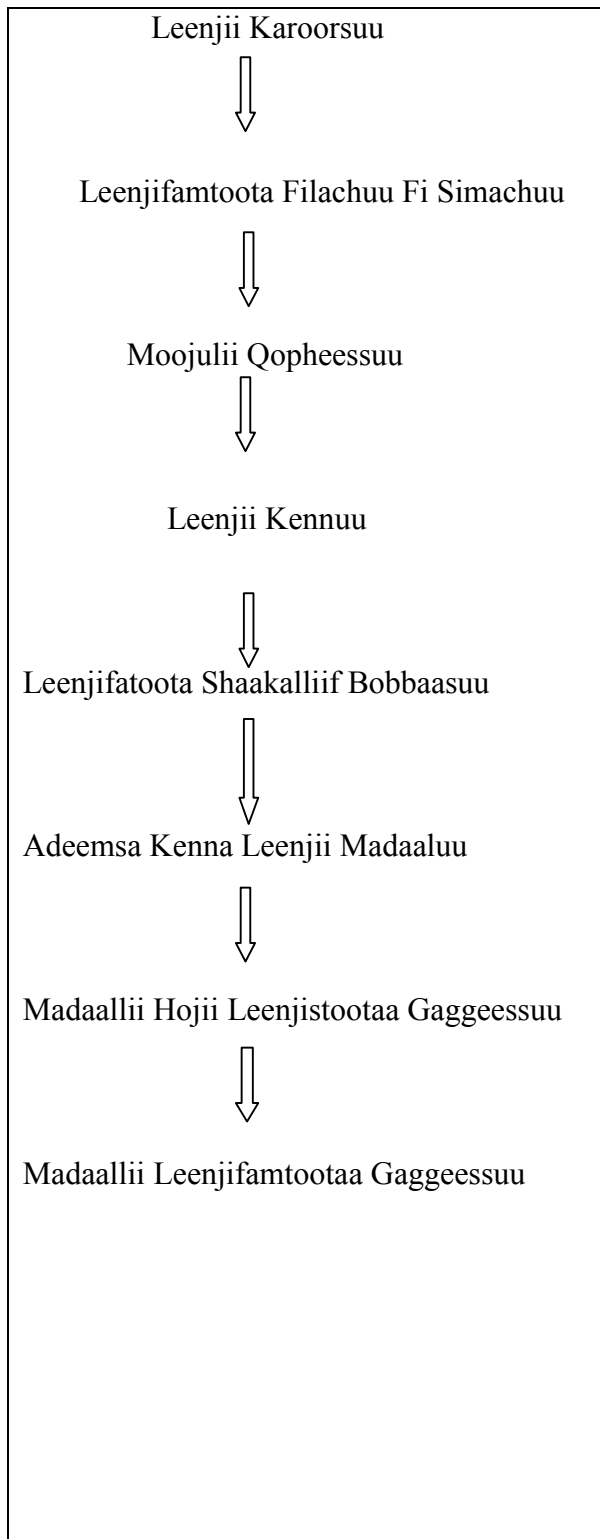 Leenjii Karoorsuu
Leenjifamtoota Filachuu Fi Simachuu
Moojulii Qopheessuu
Leenjii Kennuu
Leenjifatoota Shaakalliif Bobbaasuu
Adeemsa Kenna Leenjii Madaaluu
Madaallii Hojii Leenjistootaa Gaggeessuu
Madaallii Leenjifamtootaa Gaggeessuu